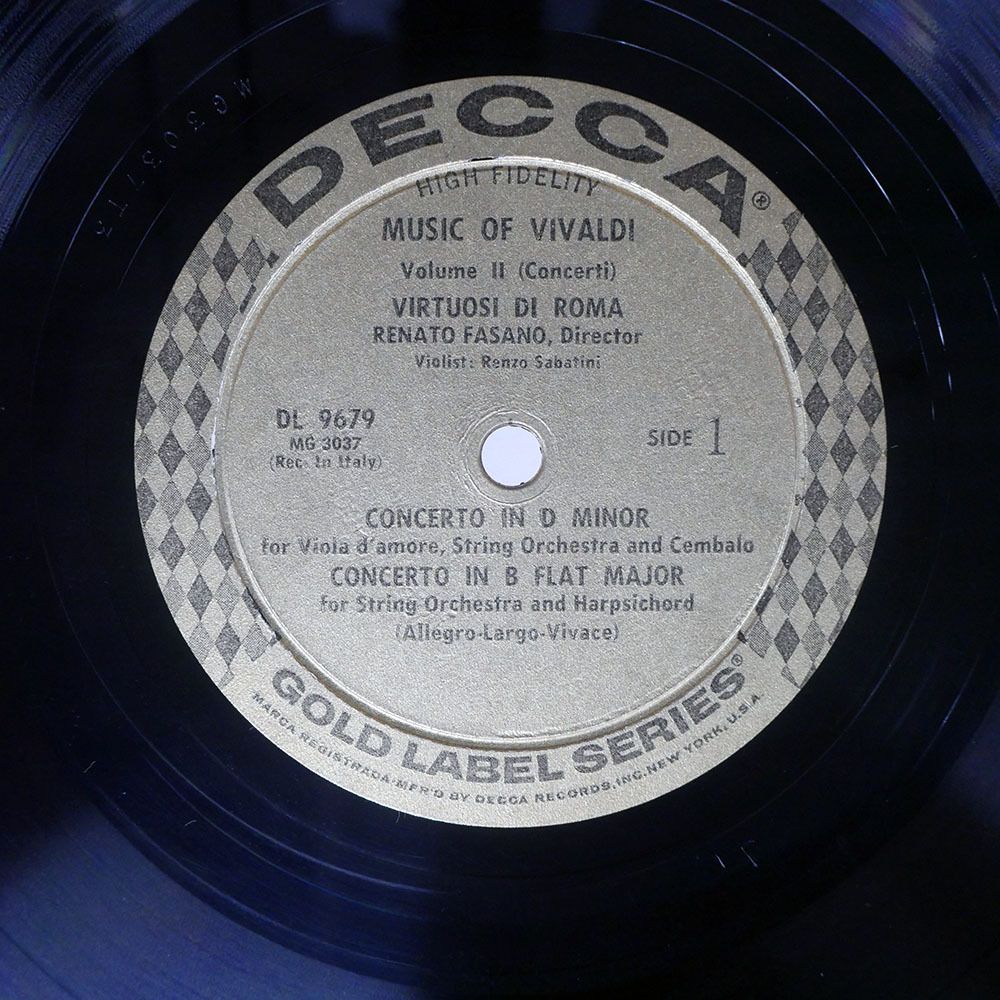 DECCA®
HIGH FIDELITY
MUSIC OF VIVALDI
Volume II (Concerti)
VIRTUOSI DI ROMA
RENATO FASANO, Director
Violist: Renzo Sabatini
DL 9679
MG 3037
(Rec. In Italy)
SIDE 1
CONCERTO IN D MINOR
for Viola d'amore, String Orchestra and Cembalo
CONCERTO IN B FLAT MAJOR
for String Orchestra and Harpsichord
(Allegro-Largo-Vivace)
GOLD LABEL SERIES®
MARCA REGISTRADA·MFR'D BY DECCA RECORDS, INC. NEW YORK, U.S.A.